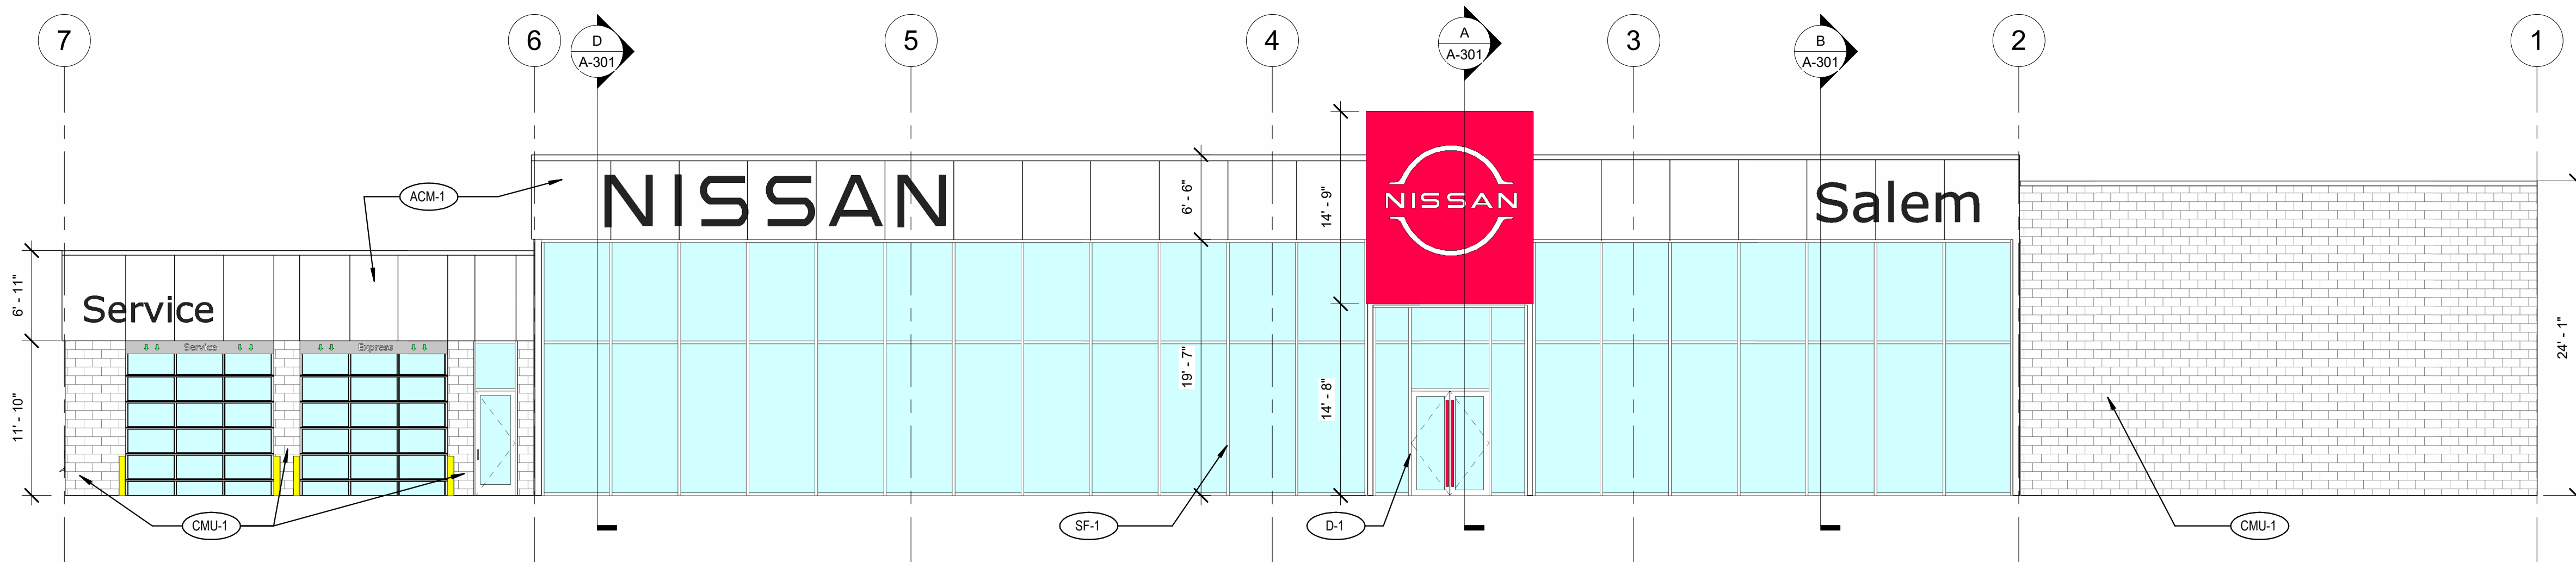 7
6
D
A-301
5
4
A
A-301
3
B
A-301
2
1
NISSAN
NISSAN
Salem
ACM-1
6' - 6"
14' - 9"
6' - 11"
Service
Service
Express
11' - 10"
19' - 7"
14' - 8"
24' - 1"
CMU-1
SF-1
D-1
CMU-1